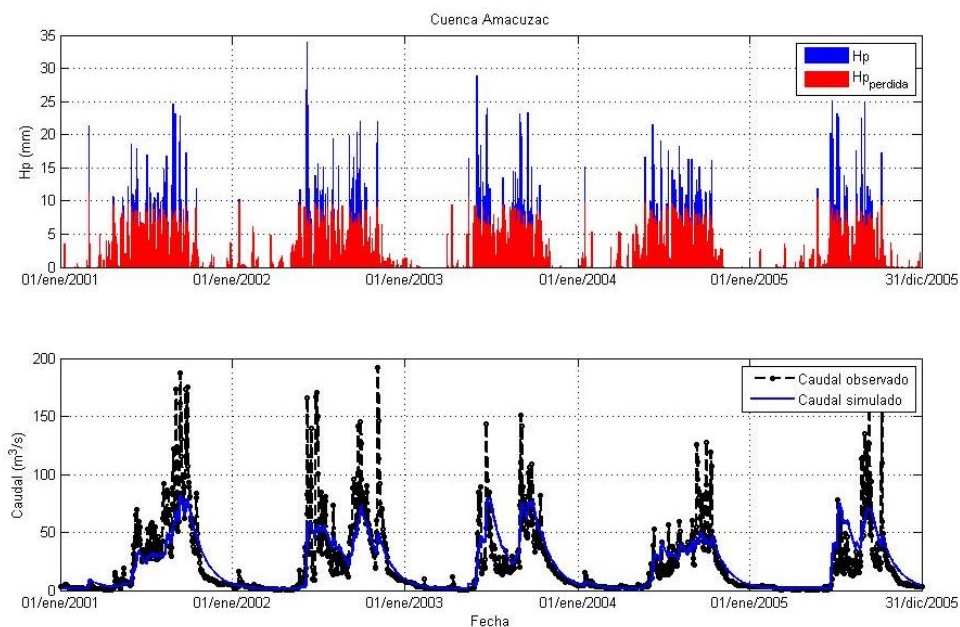 Cuenca Amacuzac
35
30
25
20
15
10
5
0
Hp (mm)
Hp
Hp perdida
01/ene/2001 01/ene/2002 01/ene/2003 01/ene/2004 01/ene/2005 31/dic/2005
200
150
100
50
0
Caudal (m³/s)
Caudal observado
Caudal simulado
01/ene/2001 01/ene/2002 01/ene/2003 01/ene/2004 01/ene/2005 31/dic/2005
Fecha